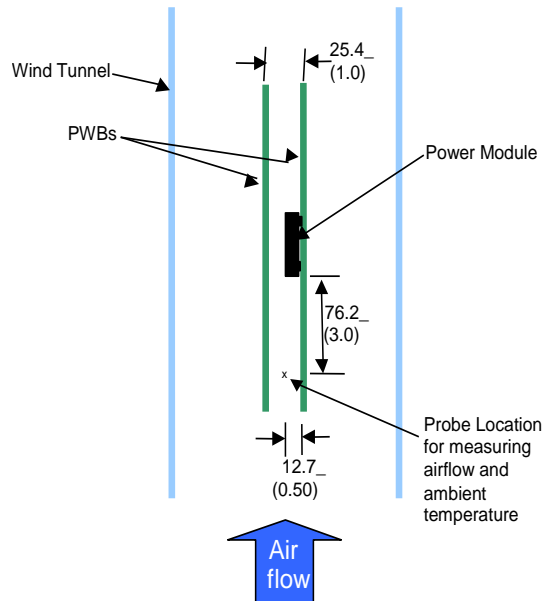 25.4_
(1.0)
Wind Tunnel
PWBs
Power Module
76.2_
(3.0)
x
Probe Location
for measuring
airflow and
ambient
temperature
12.7_
(0.50)
Air
flow